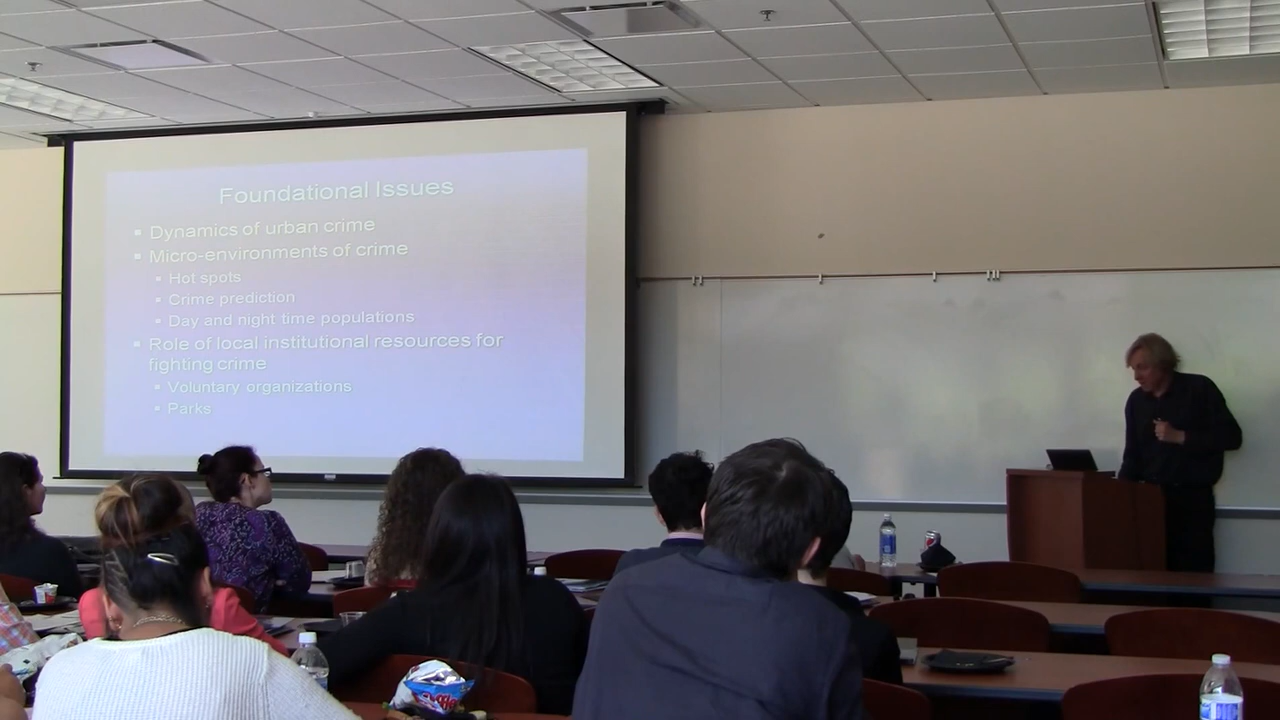 Foundational Issues
▪ Dynamics of urban crime
▪ Micro-environments of crime
▪ Hot spots
▪ Crime prediction
▪ Day and night time populations
▪ Role of local institutional resources for
fighting crime
▪ Voluntary organizations
▪ Parks